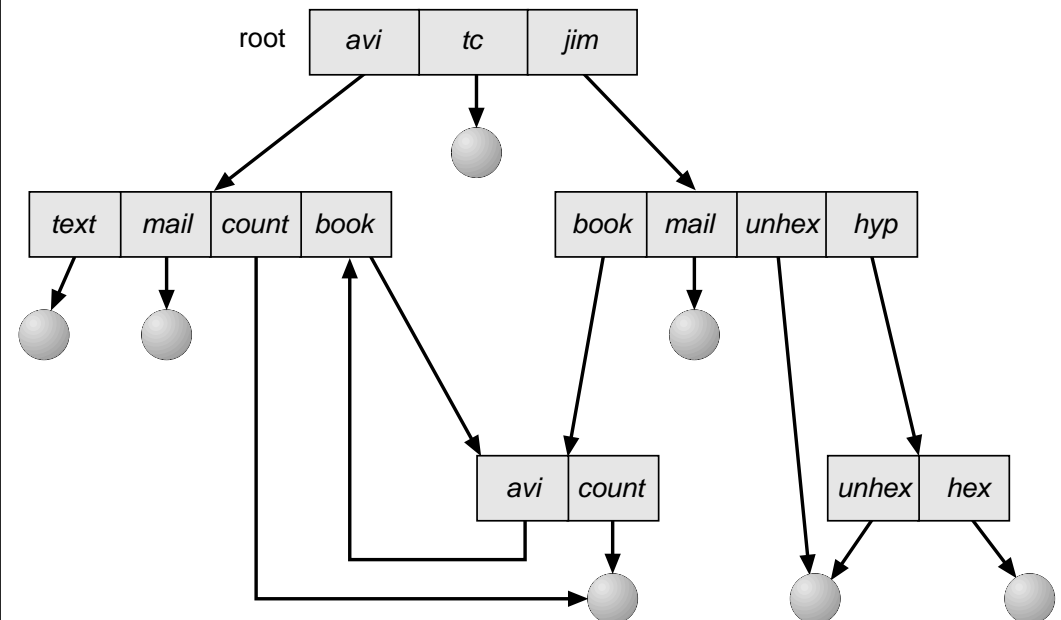 root avi tc jim
text mail count book
book mail unhex hyp
avi count
unhex hex